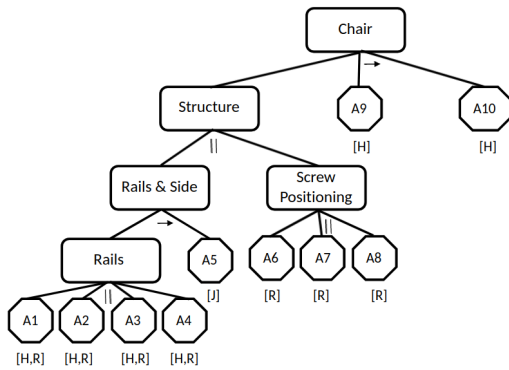 Chair
Structure
A9
A10
[H]
[H]
Rails & Side
Screw
Positioning
Rails
A5
A6
A7
A8
[J]
[R]
[R]
[R]
A1
A2
A3
A4
[H,R]
[H,R]
[H,R]
[H,R]